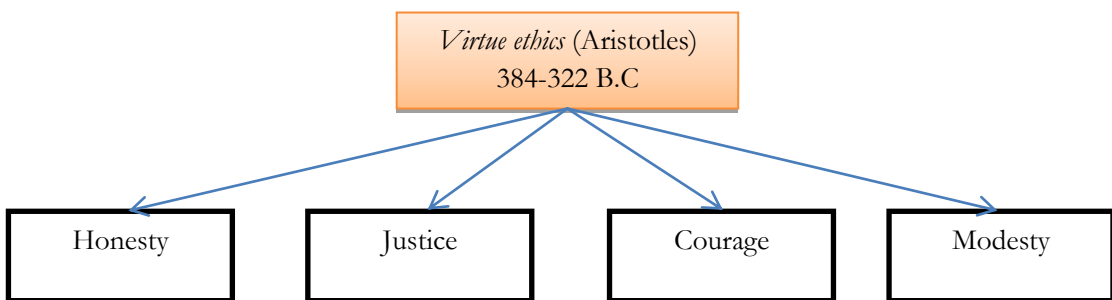 Virtue ethics (Aristotles)
384-322 B.C
Honesty
Justice
Courage
Modesty